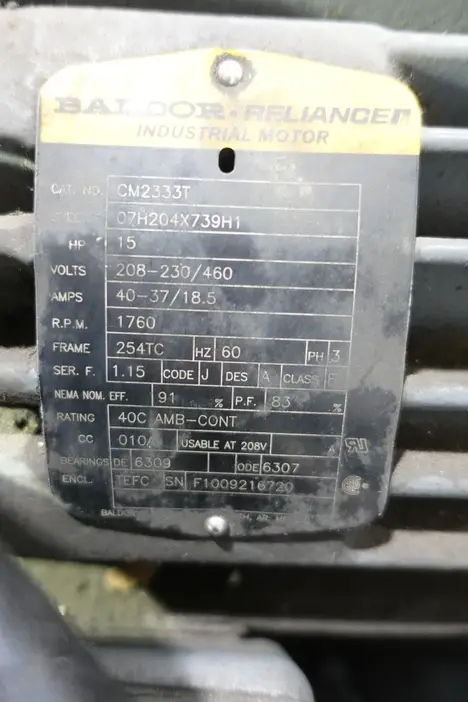 BALDOR • RELIANCE
INDUSTRIAL MOTOR
CAT. NO. CM2333T
SPEC. 07H204X739H1
HP 15
VOLTS 208-230/460
AMPS 40-37/18.5
R.P.M. 1760
FRAME 254TC HZ 60 PH 3
SER. F. 1.15 CODE J DES A CLASS F
NEMA NOM. EFF. 91 % P.F. 83 %
RATING 40C AMB-CONT
CC 010A USABLE AT 208V A
BEARINGS DE 6309 ODE 6307
ENCL. TEFC SN F1009216720